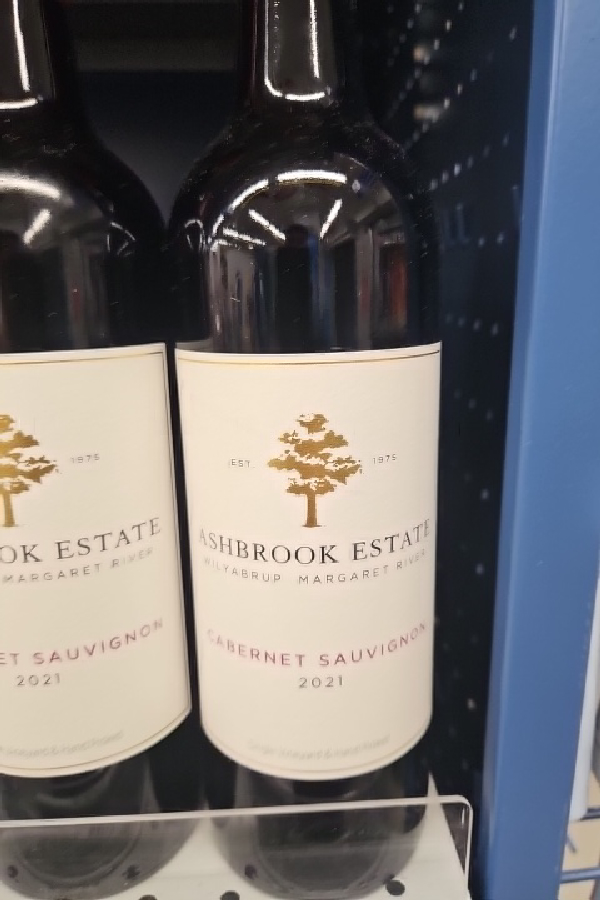 1975
OK ESTATE
MARGARET RIVER
ET SAUVIGNON
2021
EST. 1975
ASHBROOK ESTATE
WILYABRUP MARGARET RIVER
CABERNET SAUVIGNON
2021